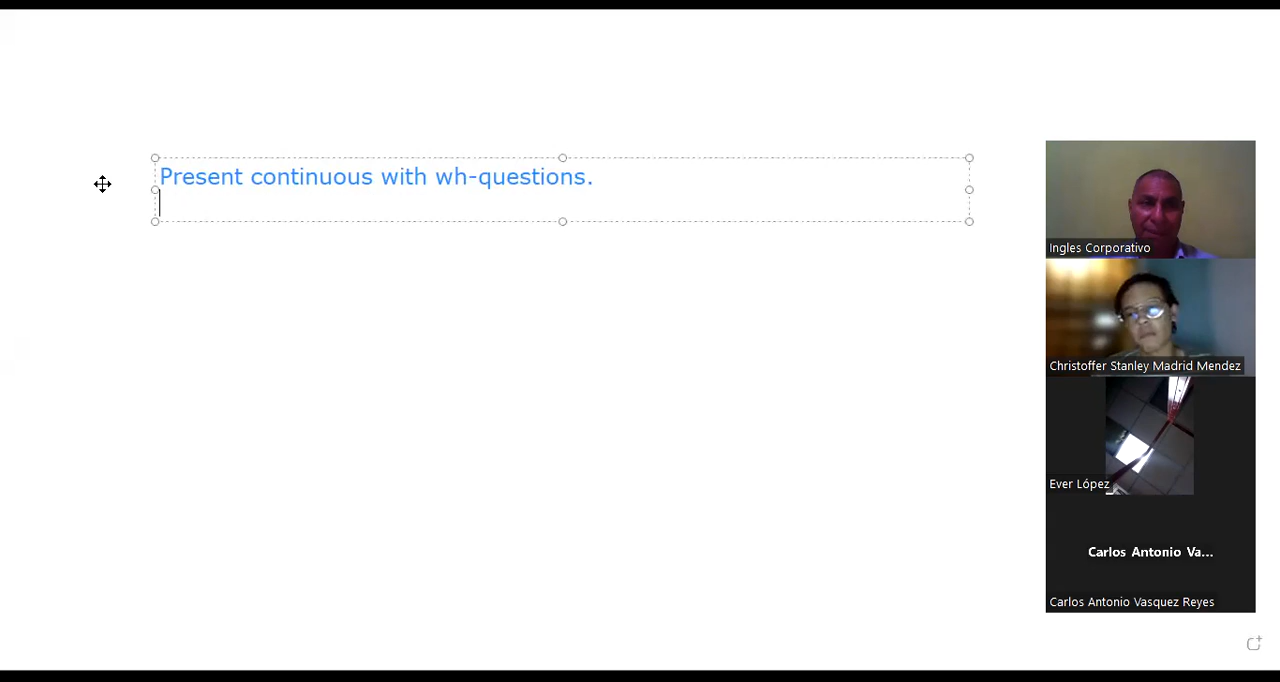 Present continuous with wh-questions.
Ingles Corporativo
Christoffer Stanley Madrid Mendez
Ever López
Carlos Antonio Va...
Carlos Antonio Vasquez Reyes